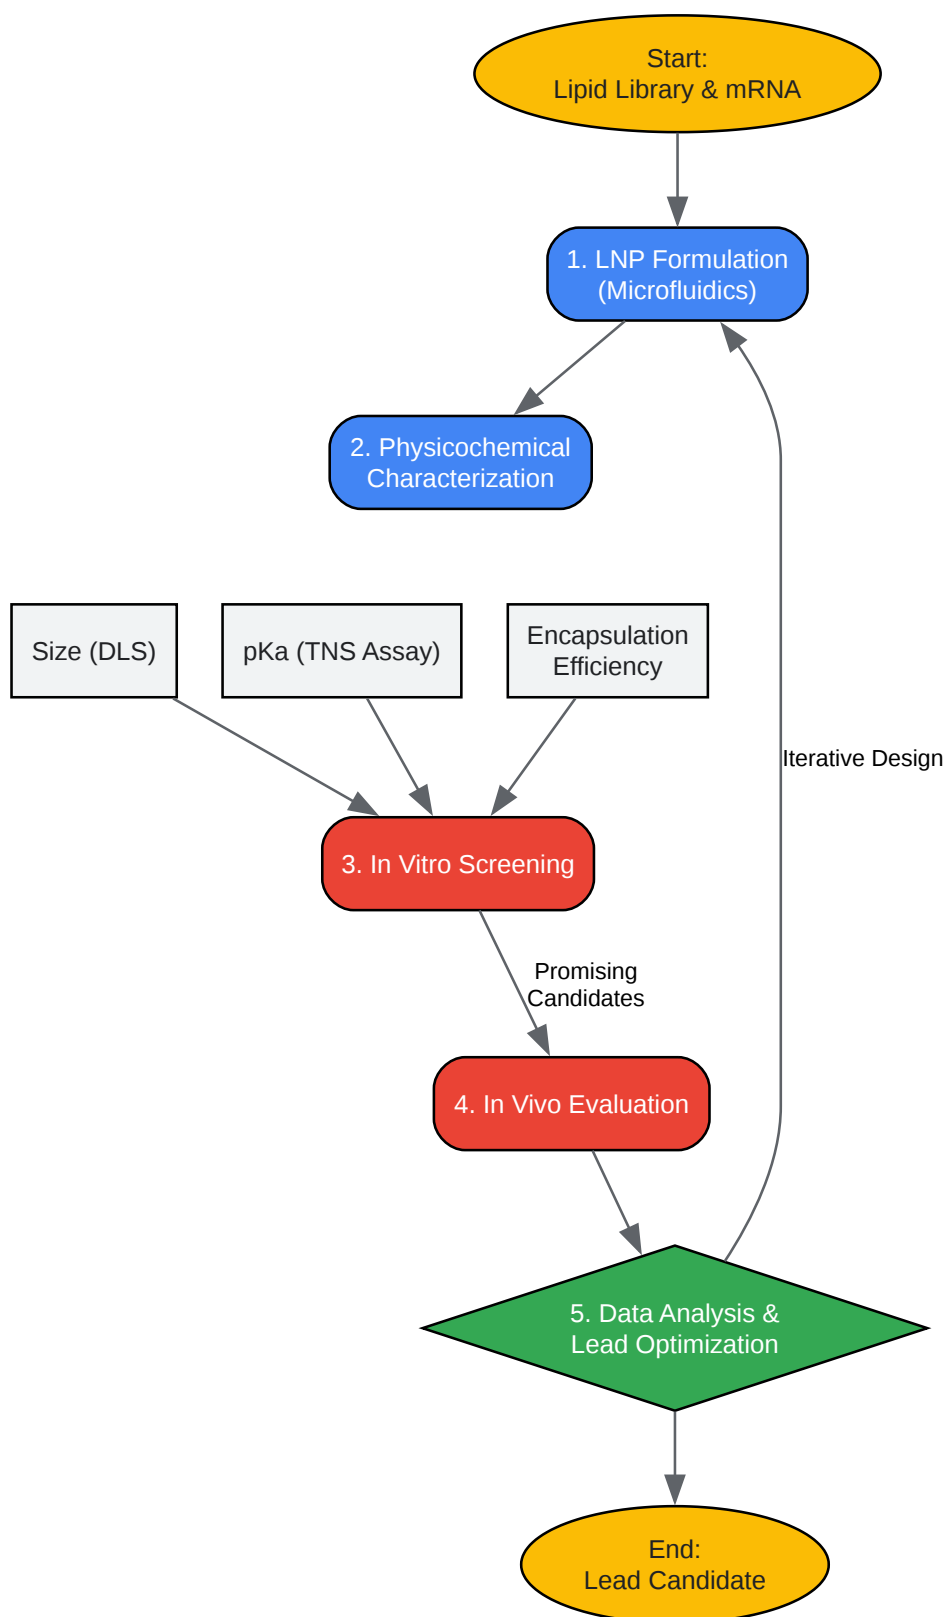 Start:
Lipid Library & mRNA
1. LNP Formulation
(Microfluidics)
2. Physicochemical
Characterization
Size (DLS)
pKa (TNS Assay)
Encapsulation
Efficiency
Iterative Design
3. In Vitro Screening
Promising
Candidates
4. In Vivo Evaluation
5. Data Analysis &
Lead Optimization
End:
Lead Candidate